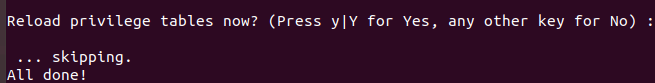 Reload privilege tables now? (Press y|Y for Yes, any other key for No) :
 ... skipping.
All done!